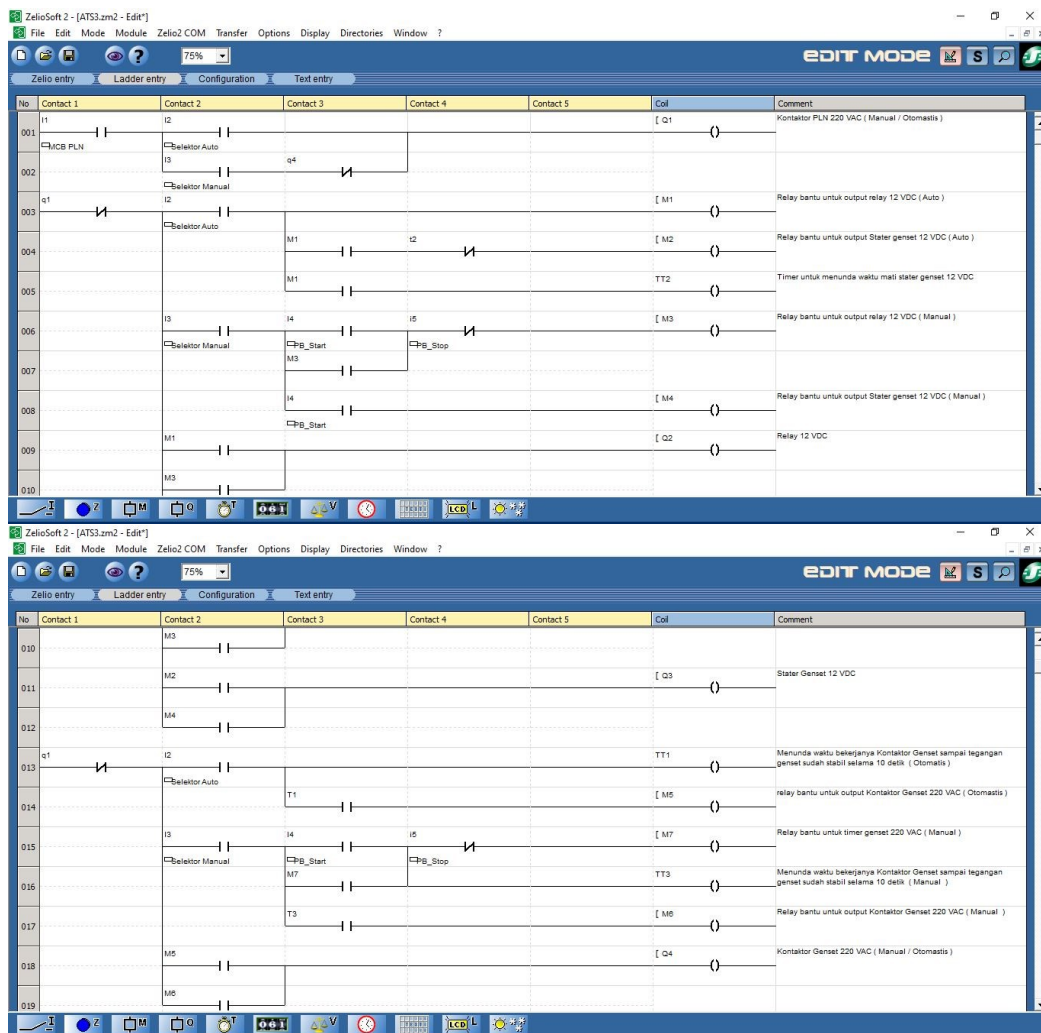 ZelioSoft 2 - [ATS3.zm2 - Edit*]
File Edit Mode Module Zelio2 COM Transfer Options Display Directories Window ?
75% EDIT MODE S
Zelio entry Ladder entry Configuration Text entry
No Contact 1 Contact 2 Contact 3 Contact 4 Contact 5 Coil Comment
I1 I2 [ Q1 Kontaktor PLN 220 VAC ( Manual / Otomastis )
001
MCB PLN Selektor Auto
I3 q4
002
Selektor Manual
q1 I2 [ M1 Relay bantu untuk output relay 12 VDC ( Auto )
003
Selektor Auto
M1 t2 [ M2 Relay bantu untuk output Stater genset 12 VDC ( Auto )
004
M1 TT2 Timer untuk menunda waktu mati stater genset 12 VDC
005
I3 I4 i5 [ M3 Relay bantu untuk output relay 12 VDC ( Manual )
006
Selektor Manual PB_Start PB_Stop
M3
007
I4 [ M4 Relay bantu untuk output Stater genset 12 VDC ( Manual )
008
PB_Start
M1 [ Q2 Relay 12 VDC
009
M3
010
I Z M Q T V LCD L
ZelioSoft 2 - [ATS3.zm2 - Edit*]
File Edit Mode Module Zelio2 COM Transfer Options Display Directories Window ?
75% EDIT MODE S
Zelio entry Ladder entry Configuration Text entry
No Contact 1 Contact 2 Contact 3 Contact 4 Contact 5 Coil Comment
M3
010
M2 [ Q3 Stater Genset 12 VDC
011
M4
012
q1 I2 TT1 Menunda waktu bekerjanya Kontaktor Genset sampai tegangan
013 genset sudah stabil selama 10 detik ( Otomatis )
Selektor Auto
T1 [ M5 relay bantu untuk output Kontaktor Genset 220 VAC ( Otomastis )
014
I3 I4 i5 [ M7 Relay bantu untuk timer genset 220 VAC ( Manual )
015
Selektor Manual PB_Start PB_Stop
M7 TT3 Menunda waktu bekerjanya Kontaktor Genset sampai tegangan
016 genset sudah stabil selama 10 detik ( Manual )
T3 [ M6 Relay bantu untuk output Kontaktor Genset 220 VAC ( Manual )
017
M5 [ Q4 Kontaktor Genset 220 VAC ( Manual / Otomastis )
018
M6
019
I Z M Q T V LCD L